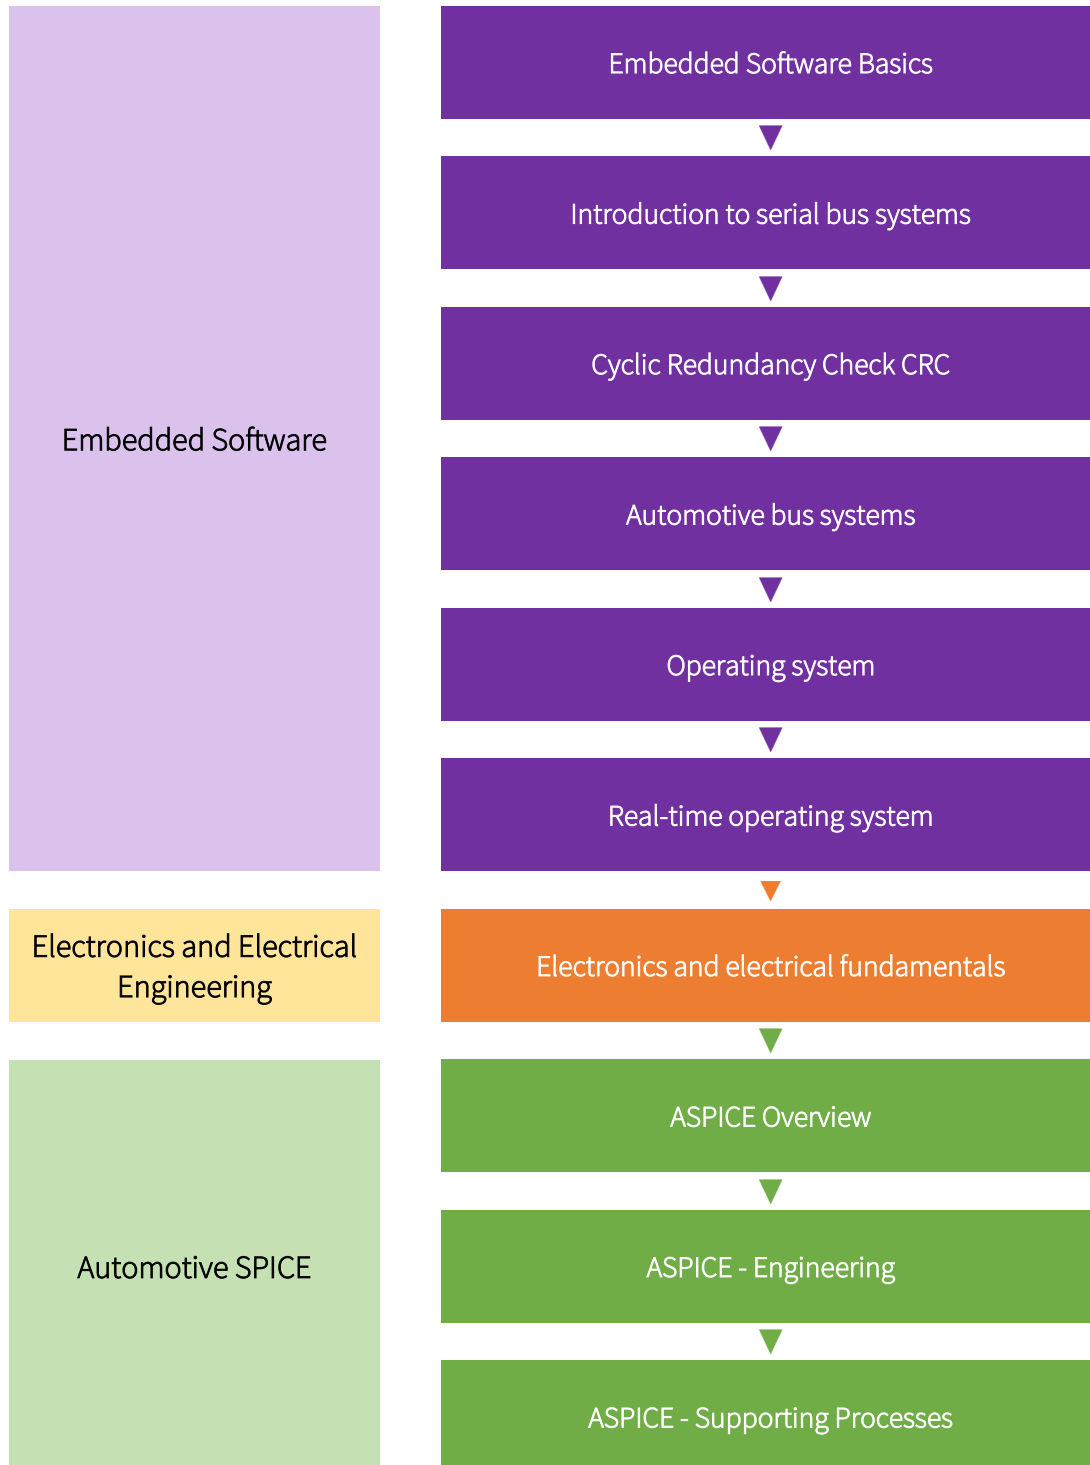 Embedded Software
Embedded Software Basics
Introduction to serial bus systems
Cyclic Redundancy Check CRC
Automotive bus systems
Operating system
Real-time operating system
Electronics and Electrical
Engineering
Electronics and electrical fundamentals
Automotive SPICE
ASPICE Overview
ASPICE - Engineering
ASPICE - Supporting Processes